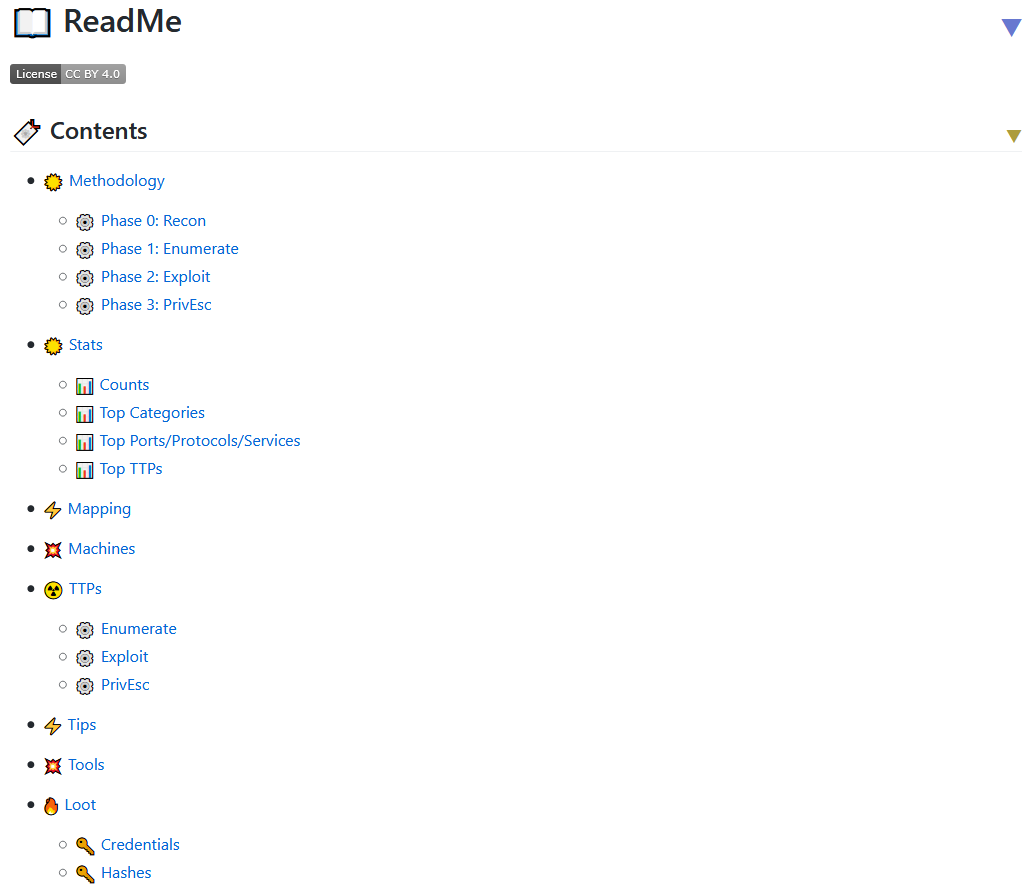 ReadMe
License CC BY 4.0
Contents
Methodology
Phase 0: Recon
Phase 1: Enumerate
Phase 2: Exploit
Phase 3: PrivEsc
Stats
Counts
Top Categories
Top Ports/Protocols/Services
Top TTPs
Mapping
Machines
TTPs
Enumerate
Exploit
PrivEsc
Tips
Tools
Loot
Credentials
Hashes